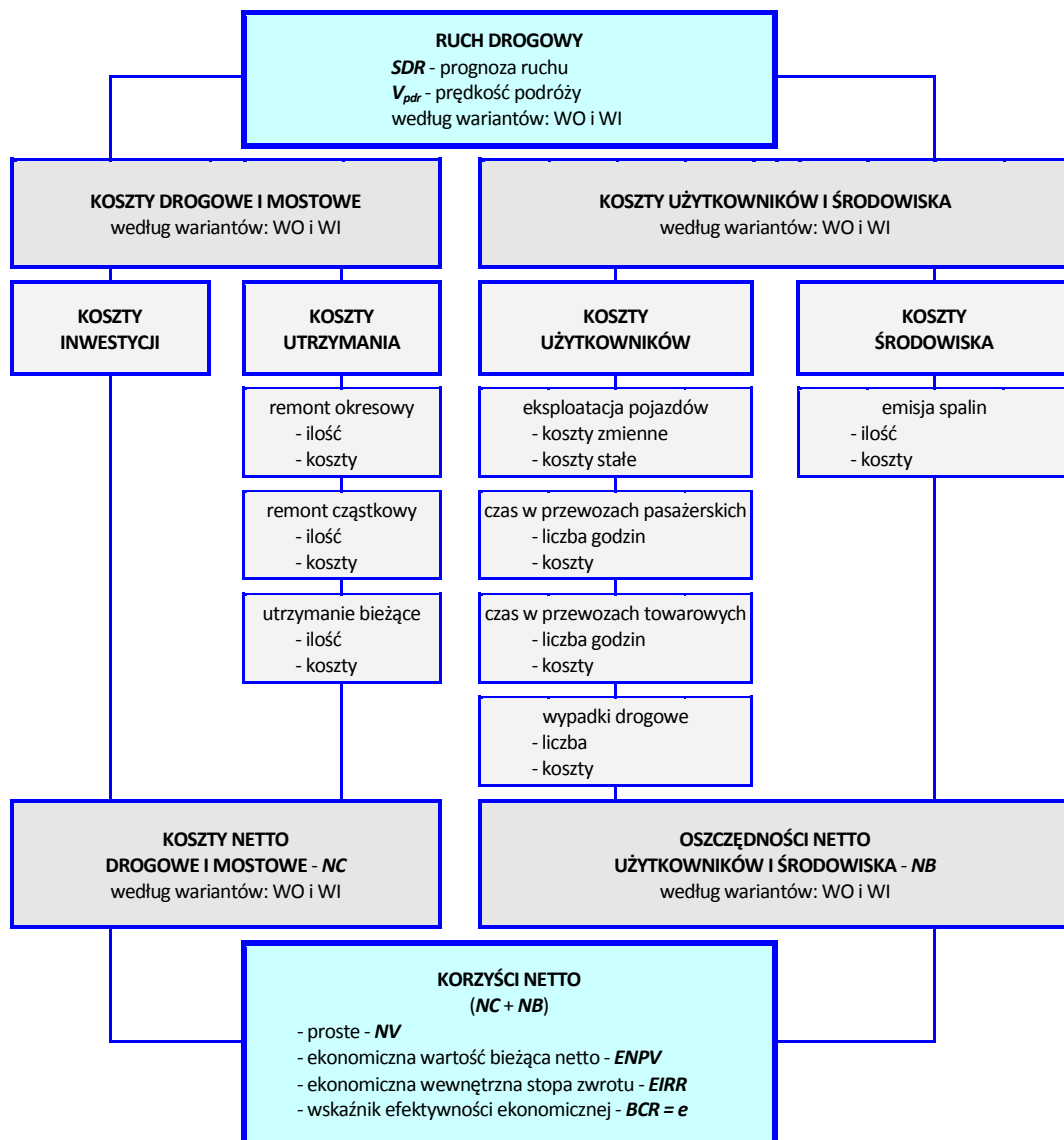 RUCH DROGOWY
SDR - prognoza ruchu
Vpdr - prędkość podróży
według wariantów: WO i WI
KOSZTY DROGOWE I MOSTOWE
według wariantów: WO i WI
KOSZTY UŻYTKOWNIKÓW I ŚRODOWISKA
według wariantów: WO i WI
KOSZTY
INWESTYCJI
KOSZTY
UTRZYMANIA
KOSZTY
UŻYTKOWNIKÓW
KOSZTY
ŚRODOWISKA
remont okresowy
- ilość
- koszty
remont cząstkowy
- ilość
- koszty
utrzymanie bieżące
- ilość
- koszty
eksploatacja pojazdów
- koszty zmienne
- koszty stałe
czas w przewozach pasażerskich
- liczba godzin
- koszty
czas w przewozach towarowych
- liczba godzin
- koszty
wypadki drogowe
- liczba
- koszty
emisja spalin
- ilość
- koszty
KOSZTY NETTO
DROGOWE I MOSTOWE - NC
według wariantów: WO i WI
OSZCZĘDNOŚCI NETTO
UŻYTKOWNIKÓW I ŚRODOWISKA - NB
według wariantów: WO i WI
KORZYŚCI NETTO
(NC + NB)
- proste - NV
- ekonomiczna wartość bieżąca netto - ENPV
- ekonomiczna wewnętrzna stopa zwrotu - EIRR
- wskaźnik efektywności ekonomicznej - BCR = e